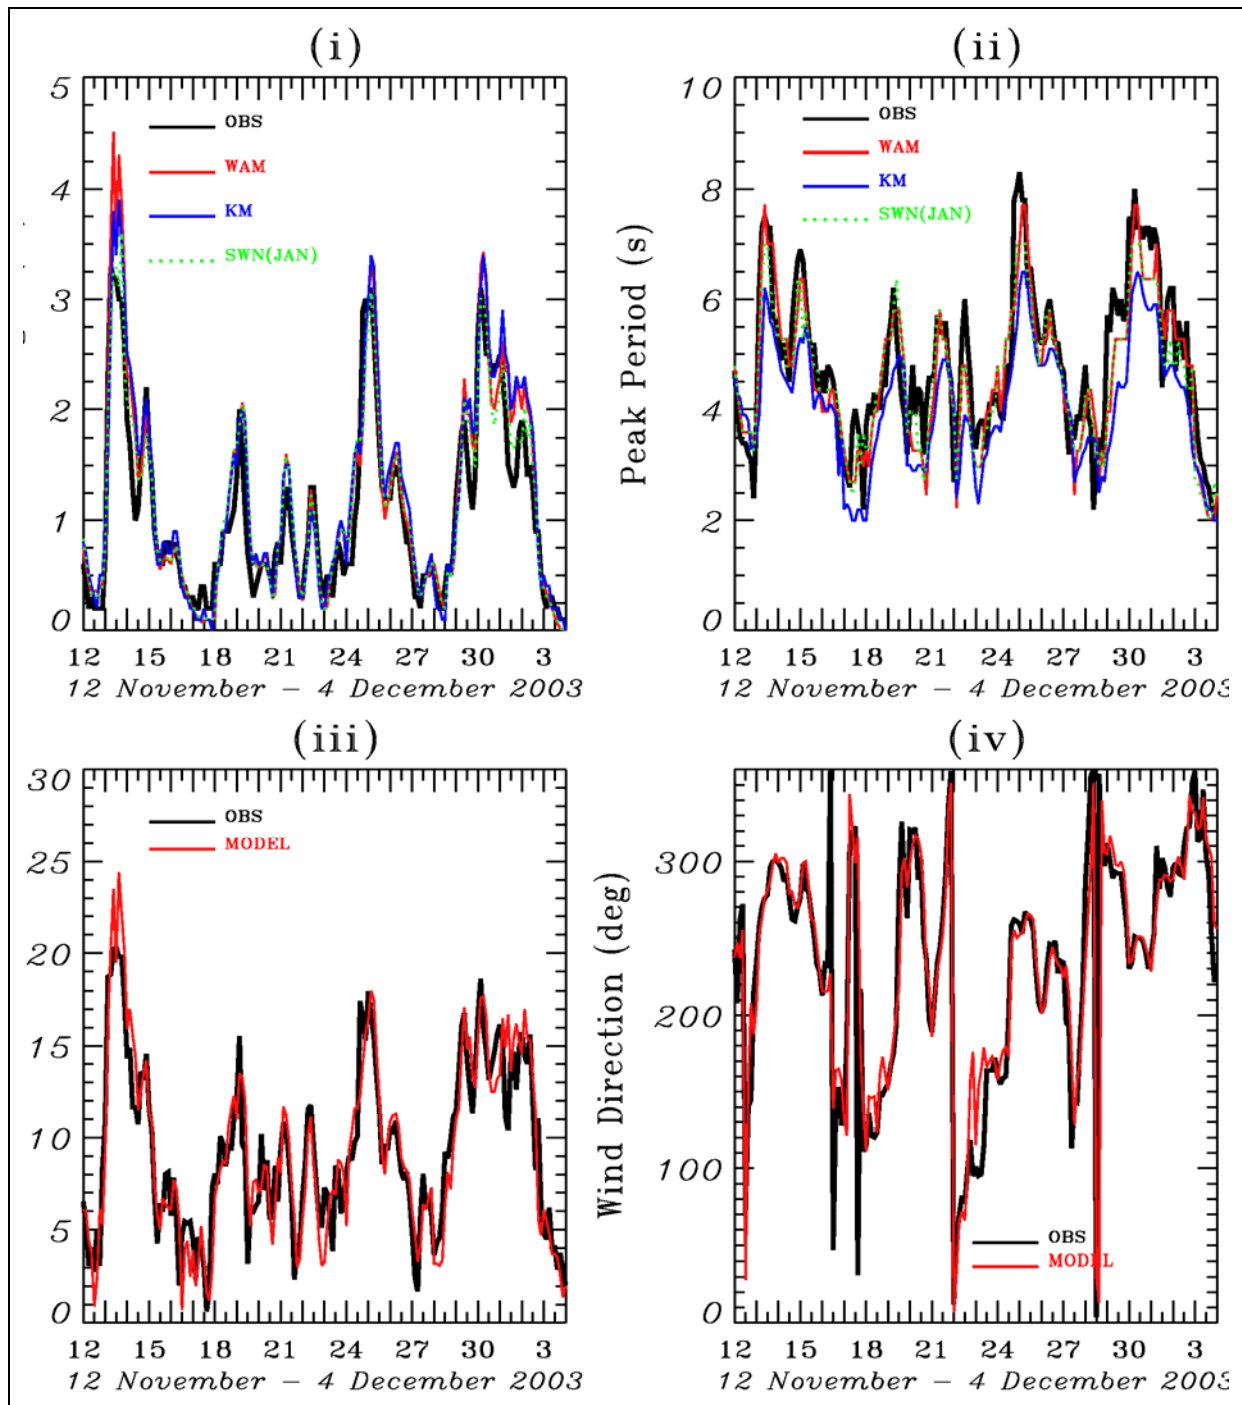 (i)
5
4
3
2
1
0
OBS
WAM
KM
SWN(JAN)
12 15 18 21 24 27 30 3
12 November – 4 December 2003
(ii)
Peak Period (s)
10
8
6
4
2
0
OBS
WAM
KM
SWN(JAN)
12 15 18 21 24 27 30 3
12 November – 4 December 2003
(iii)
30
25
20
15
10
5
0
OBS
MODEL
12 15 18 21 24 27 30 3
12 November – 4 December 2003
(iv)
Wind Direction (deg)
300
200
100
0
OBS
MODEL
12 15 18 21 24 27 30 3
12 November – 4 December 2003